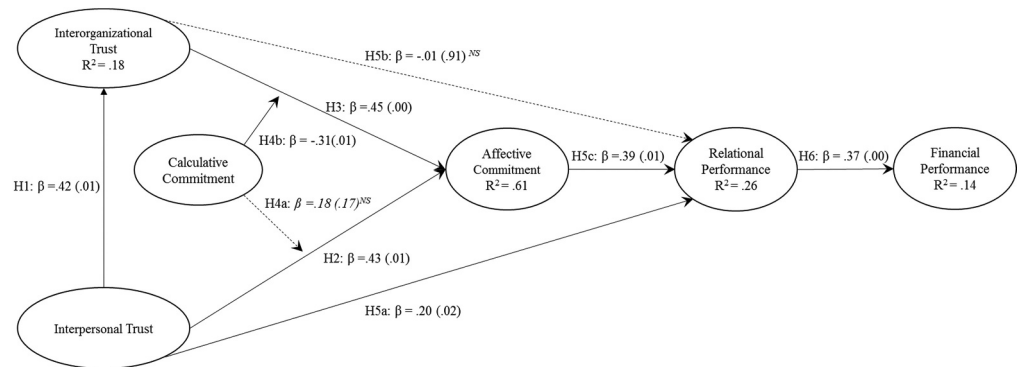 Interorganizational
Trust
R² = .18
H5b: β = -.01 (.91) NS
H3: β =.45 (.00)
H4b: β = -.31(.01)
Calculative
Commitment
Affective
Commitment
R² = .61
H5c: β =.39 (.01)
Relational
Performance
R² = .26
H6: β = .37 (.00)
Financial
Performance
R² = .14
H1: β =.42 (.01)
H4a: β =.18 (.17)NS
H2: β =.43 (.01)
H5a: β = .20 (.02)
Interpersonal Trust